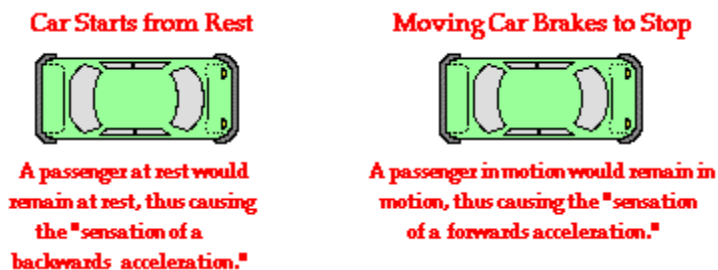 Car Starts from Rest
A passenger at rest would
remain at rest, thus causing
the "sensation of a
backwards acceleration."
Moving Car Brakes to Stop
A passenger in motion would remain in
motion, thus causing the "sensation
of a forwards acceleration."